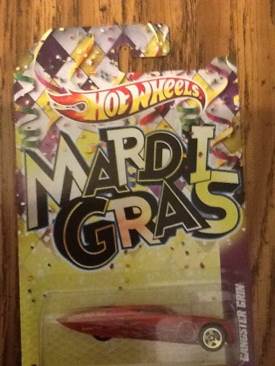 HOT WHEELS
MARDI
GRAS
GANGSTER GRIN